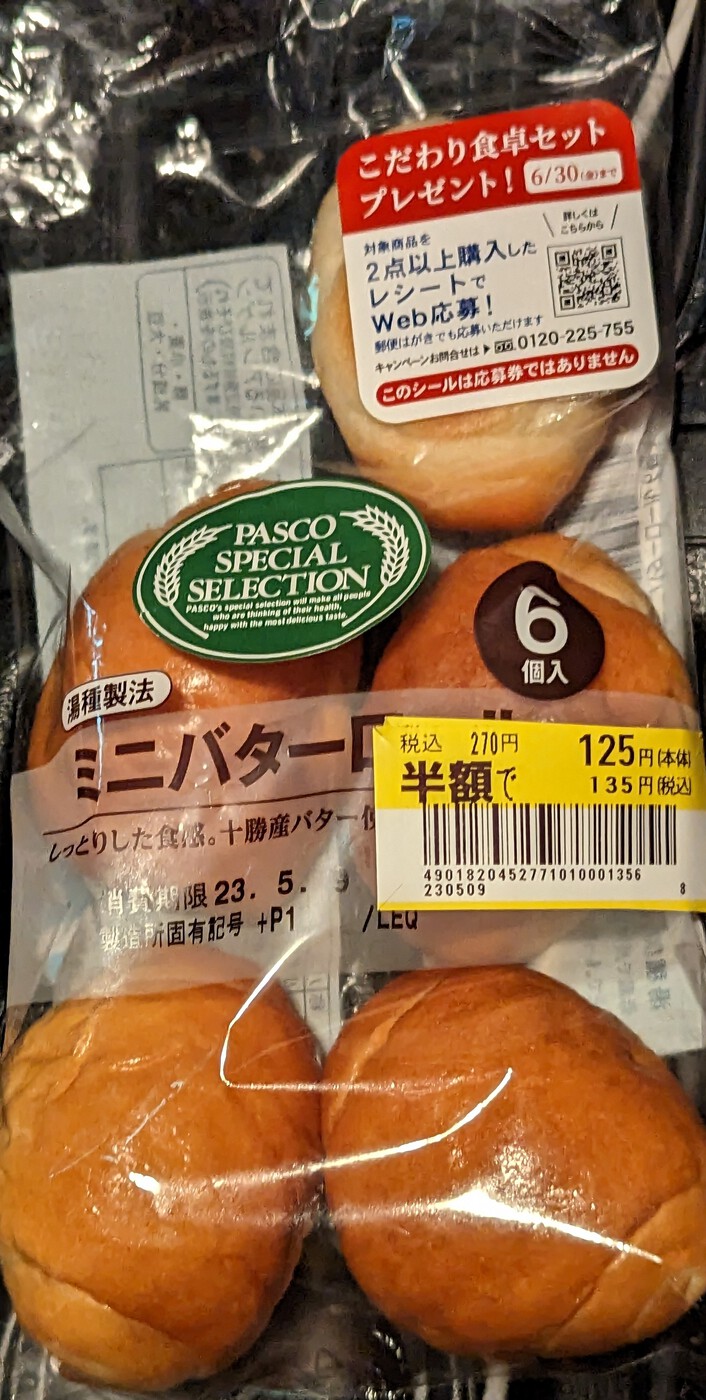 こだわり食卓セット
プレゼント! 6/30(金)まで
詳しくは
こちらから
対象商品を
2点以上購入した
レシートで
Web応募!
郵便はがきでも応募いただけます
キャンペーンお問合せは▶ 0120-225-755
このシールは応募券ではありません
PASCO
SPECIAL
SELECTION
PASCO's special selection will make all people
who are thinking of their health,
happy with the most delicious taste.
6
個入
湯種製法
ミニバターロ
しっとりした食感。十勝産バター使
税込 270円 125円(本体)
半額で 135円(税込)
4901820452771010001356
230509 8
消費期限 23. 5. 9
製造所固有記号 +P1 /LEQ